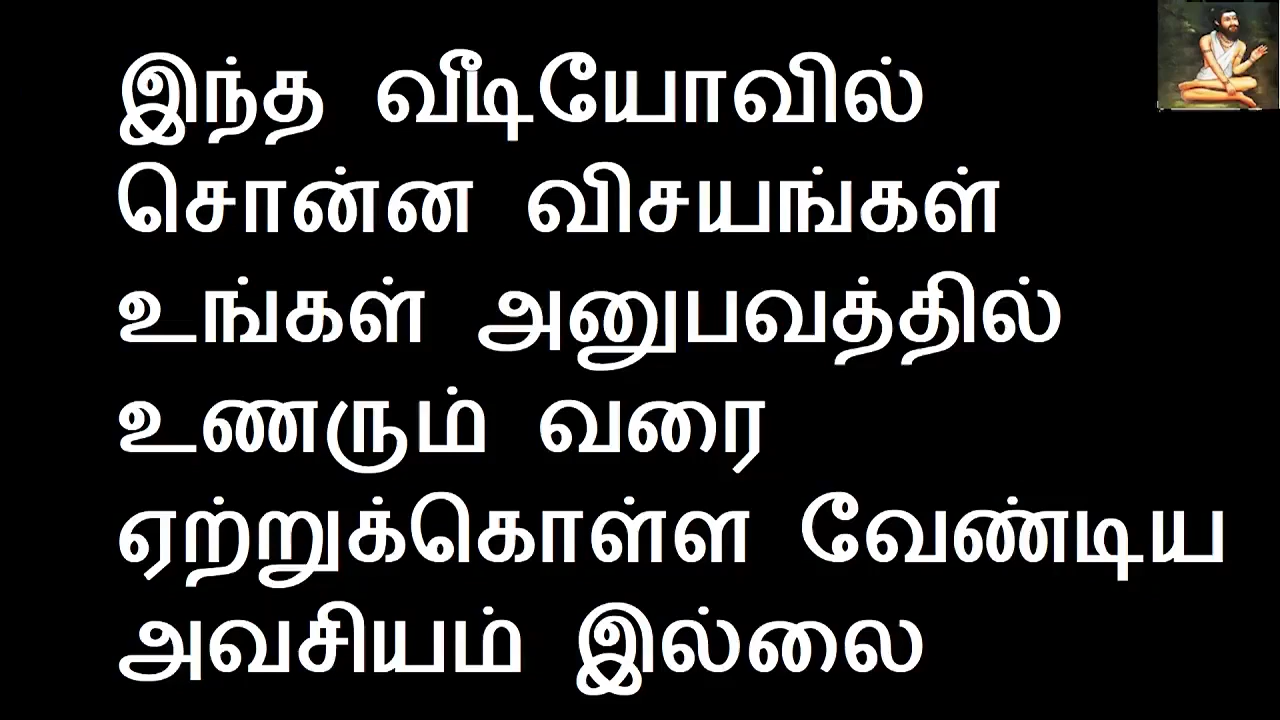 இந்த வீடியோவில்
சொன்ன விசயங்கள்
உங்கள் அனுபவத்தில்
உணரும் வரை
ஏற்றுக்கொள்ள வேண்டிய
அவசியம் இல்லை